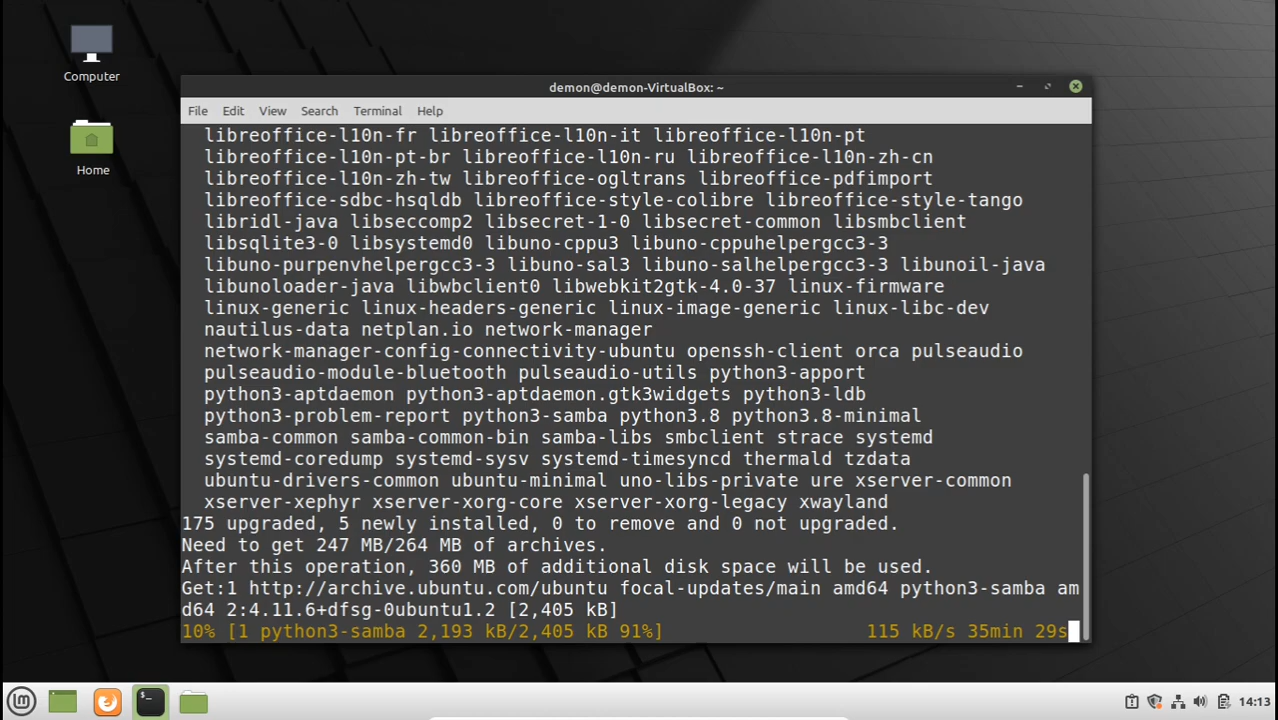 Computer
Home
demon@demon-VirtualBox: ~
File Edit View Search Terminal Help
libreoffice-l10n-fr libreoffice-l10n-it libreoffice-l10n-pt
libreoffice-l10n-pt-br libreoffice-l10n-ru libreoffice-l10n-zh-cn
libreoffice-l10n-zh-tw libreoffice-ogltrans libreoffice-pdfimport
libreoffice-sdbc-hsqldb libreoffice-style-colibre libreoffice-style-tango
libridl-java libseccomp2 libsecret-1-0 libsecret-common libsmbclient
libsqlite3-0 libsystemd0 libuno-cppu3 libuno-cppuhelpergcc3-3
libuno-purpenvhelpergcc3-3 libuno-sal3 libuno-salhelpergcc3-3 libunoil-java
libunoloader-java libwbclient0 libwebkit2gtk-4.0-37 linux-firmware
linux-generic linux-headers-generic linux-image-generic linux-libc-dev
nautilus-data netplan.io network-manager
network-manager-config-connectivity-ubuntu openssh-client orca pulseaudio
pulseaudio-module-bluetooth pulseaudio-utils python3-apport
python3-aptdaemon python3-aptdaemon.gtk3widgets python3-ldb
python3-problem-report python3-samba python3.8 python3.8-minimal
samba-common samba-common-bin samba-libs smbclient strace systemd
systemd-coredump systemd-sysv systemd-timesyncd thermald tzdata
ubuntu-drivers-common ubuntu-minimal uno-libs-private ure xserver-common
xserver-xephyr xserver-xorg-core xserver-xorg-legacy xwayland
175 upgraded, 5 newly installed, 0 to remove and 0 not upgraded.
Need to get 247 MB/264 MB of archives.
After this operation, 360 MB of additional disk space will be used.
Get:1 http://archive.ubuntu.com/ubuntu focal-updates/main amd64 python3-samba am
d64 2:4.11.6+dfsg-0ubuntu1.2 [2,405 kB]
10% [1 python3-samba 2,193 kB/2,405 kB 91%] 115 kB/s 35min 29s
lm $_ 14:13